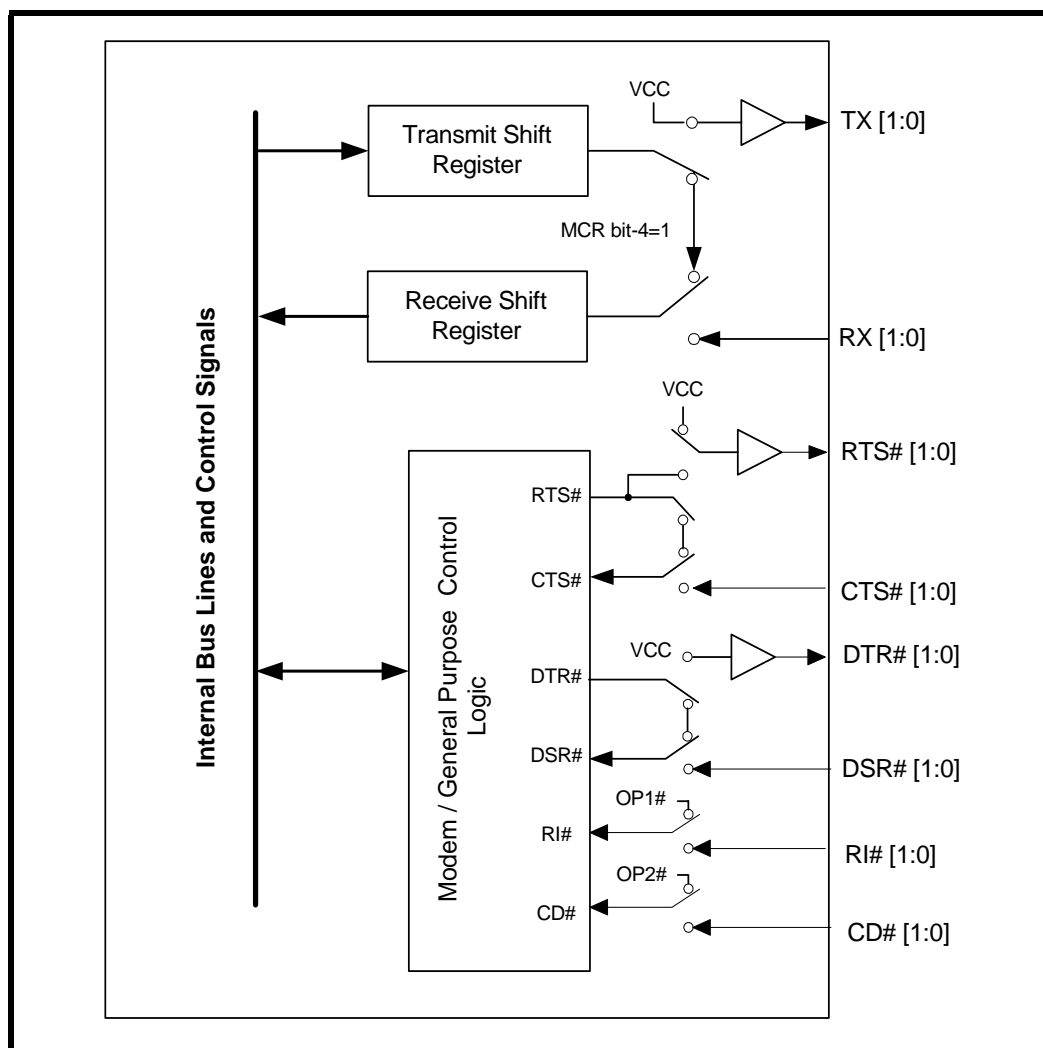 VCC
TX [1:0]
Transmit Shift
Register
MCR bit-4=1
Receive Shift
Register
RX [1:0]
Internal Bus Lines and Control Signals
VCC
RTS# [1:0]
RTS#
CTS#
CTS# [1:0]
Modem / General Purpose Control
Logic
VCC
DTR# [1:0]
DTR#
DSR#
DSR# [1:0]
OP1#
RI#
RI# [1:0]
OP2#
CD#
CD# [1:0]